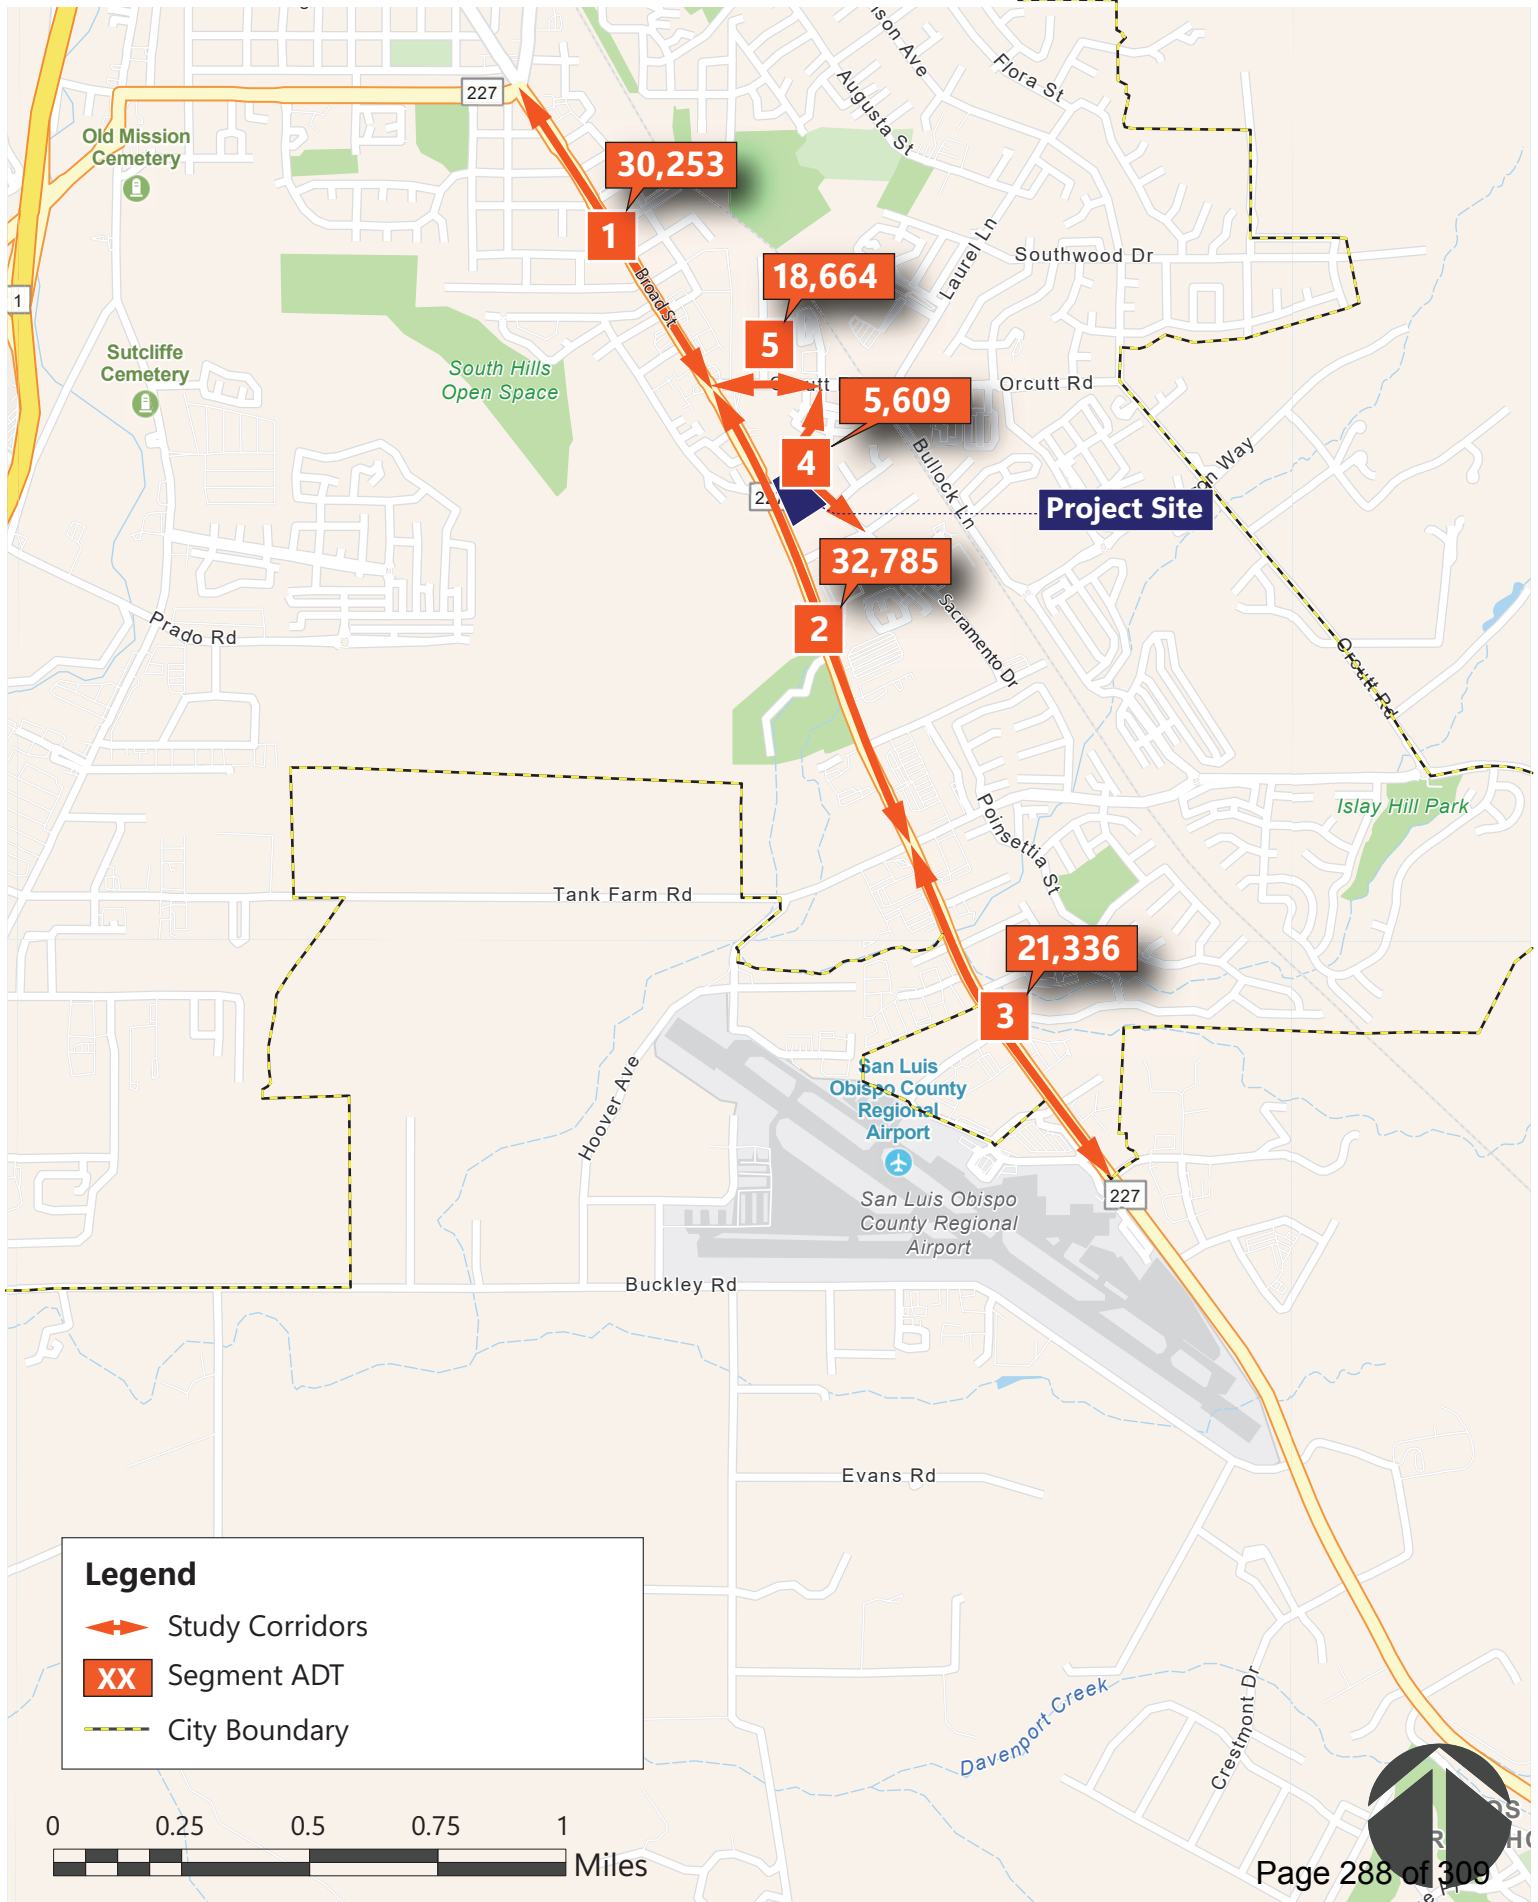 227
Old Mission
Cemetery
Augusta St
Flora St
30,253
1
Broad St
Laurel Ln
Southwood Dr
18,664
5
1
Sutcliffe
Cemetery
South Hills
Open Space
Orcutt Rd
5,609
4
Bullock Ln
Project Site
32,785
2
Sacramento Dr
Prado Rd
Orcutt Rd
Islay Hill Park
Poinsettia St
Tank Farm Rd
21,336
3
Hoover Ave
San Luis
Obispo County
Regional
Airport
San Luis Obispo
County Regional
Airport
227
Buckley Rd
Evans Rd
Legend
Study Corridors
XX Segment ADT
City Boundary
Davenport Creek
Crestmont Dr
0 0.25 0.5 0.75 1
Miles
Page 288 of 309